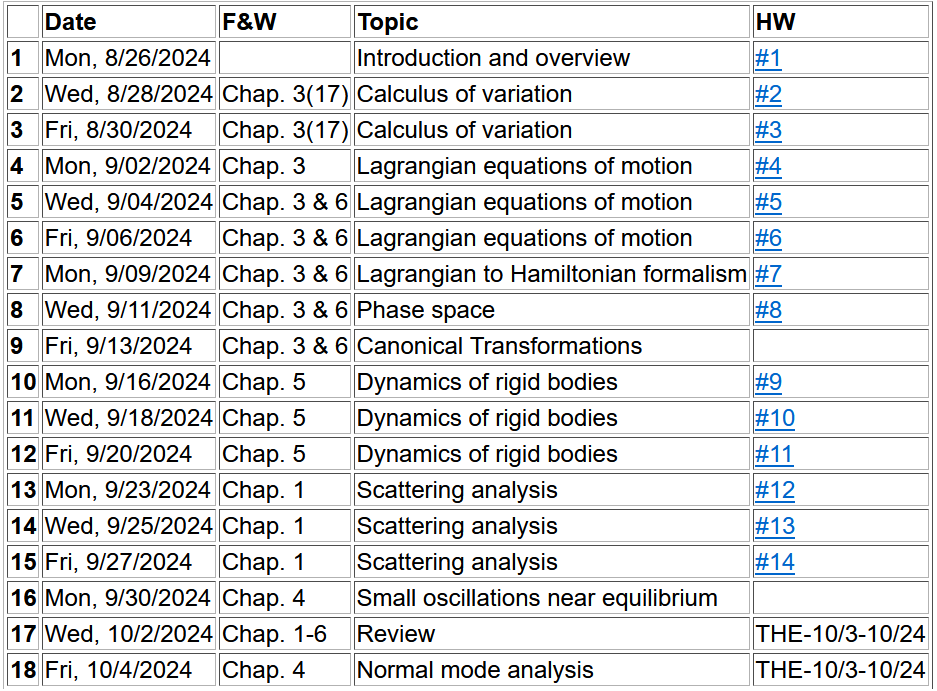 Date F&W Topic HW
1 Mon, 8/26/2024 Introduction and overview #1
2 Wed, 8/28/2024 Chap. 3(17) Calculus of variation #2
3 Fri, 8/30/2024 Chap. 3(17) Calculus of variation #3
4 Mon, 9/02/2024 Chap. 3 Lagrangian equations of motion #4
5 Wed, 9/04/2024 Chap. 3 & 6 Lagrangian equations of motion #5
6 Fri, 9/06/2024 Chap. 3 & 6 Lagrangian equations of motion #6
7 Mon, 9/09/2024 Chap. 3 & 6 Lagrangian to Hamiltonian formalism #7
8 Wed, 9/11/2024 Chap. 3 & 6 Phase space #8
9 Fri, 9/13/2024 Chap. 3 & 6 Canonical Transformations
10 Mon, 9/16/2024 Chap. 5 Dynamics of rigid bodies #9
11 Wed, 9/18/2024 Chap. 5 Dynamics of rigid bodies #10
12 Fri, 9/20/2024 Chap. 5 Dynamics of rigid bodies #11
13 Mon, 9/23/2024 Chap. 1 Scattering analysis #12
14 Wed, 9/25/2024 Chap. 1 Scattering analysis #13
15 Fri, 9/27/2024 Chap. 1 Scattering analysis #14
16 Mon, 9/30/2024 Chap. 4 Small oscillations near equilibrium
17 Wed, 10/2/2024 Chap. 1-6 Review THE-10/3-10/24
18 Fri, 10/4/2024 Chap. 4 Normal mode analysis THE-10/3-10/24